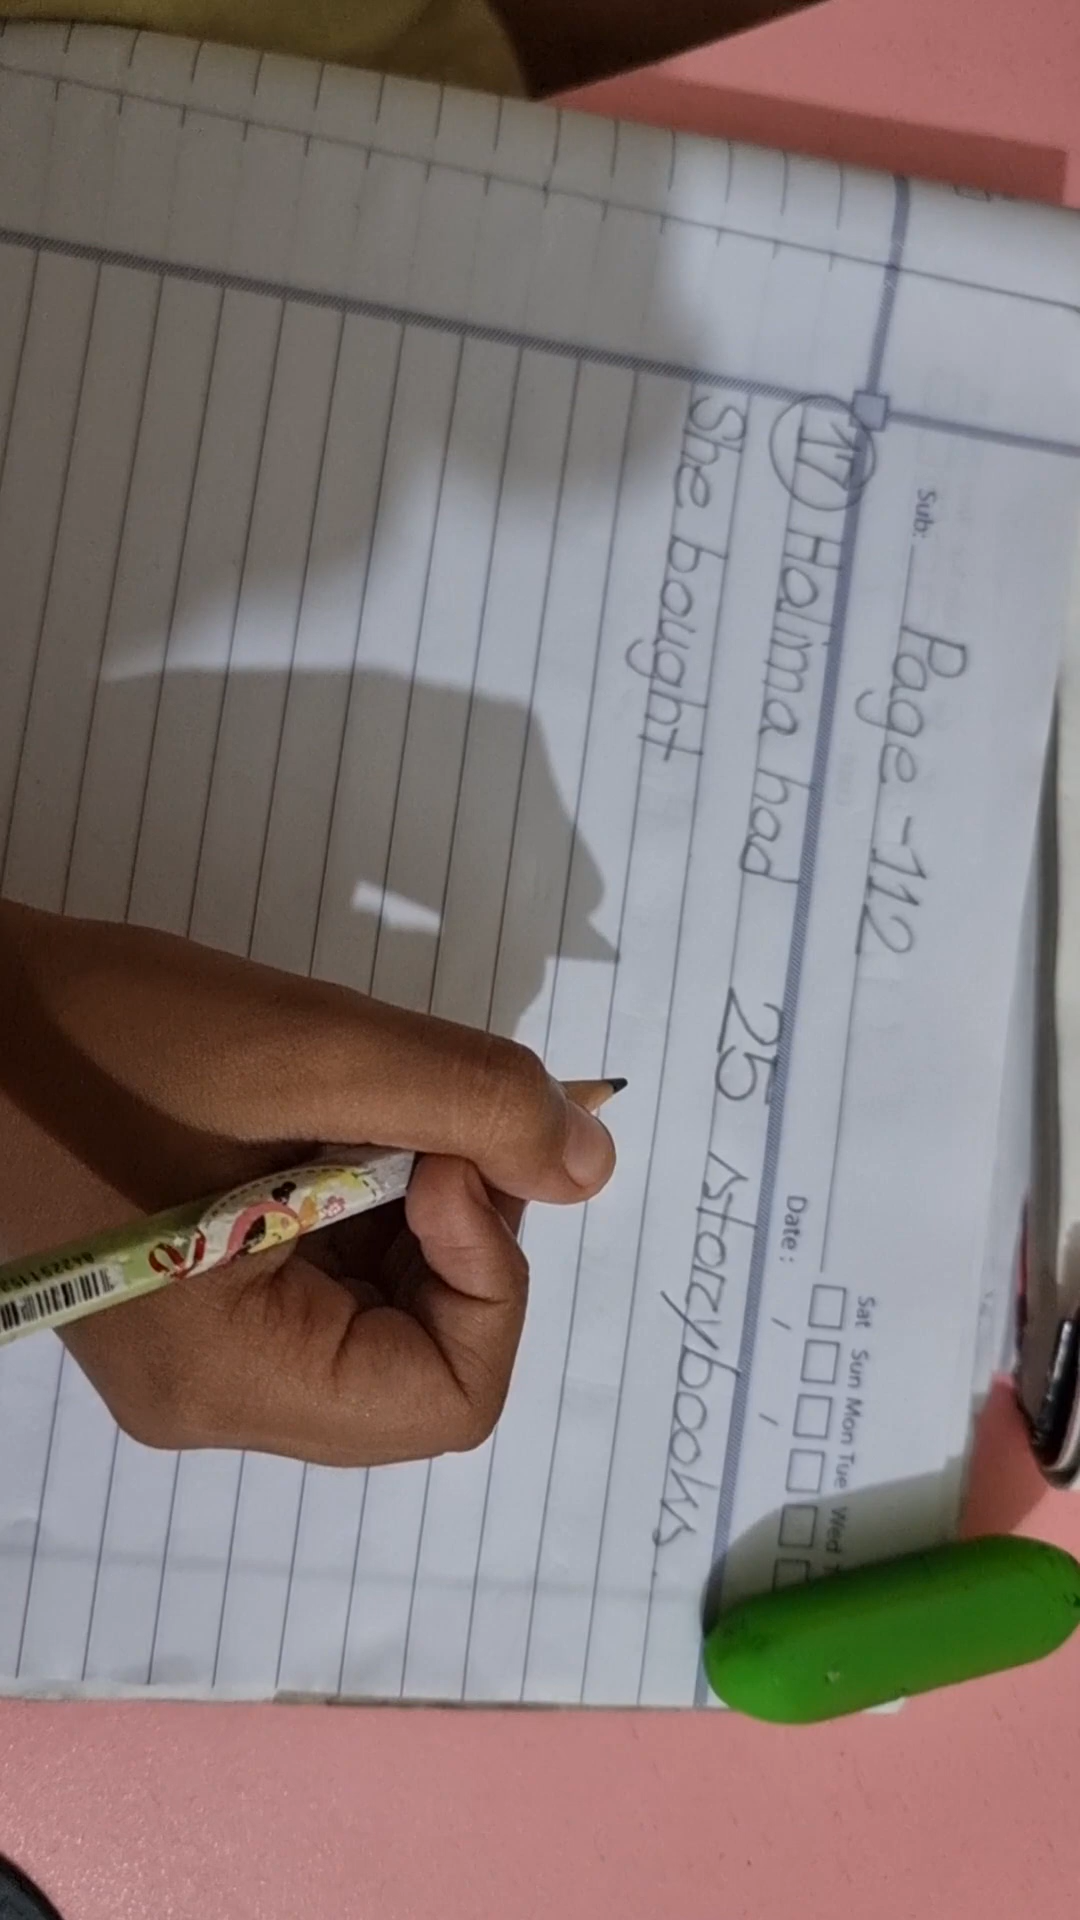 Page-112
Sub:
Sat Sun Mon Tue Wed
Date: / /
17 Halima had 25 storybooks.
She bought